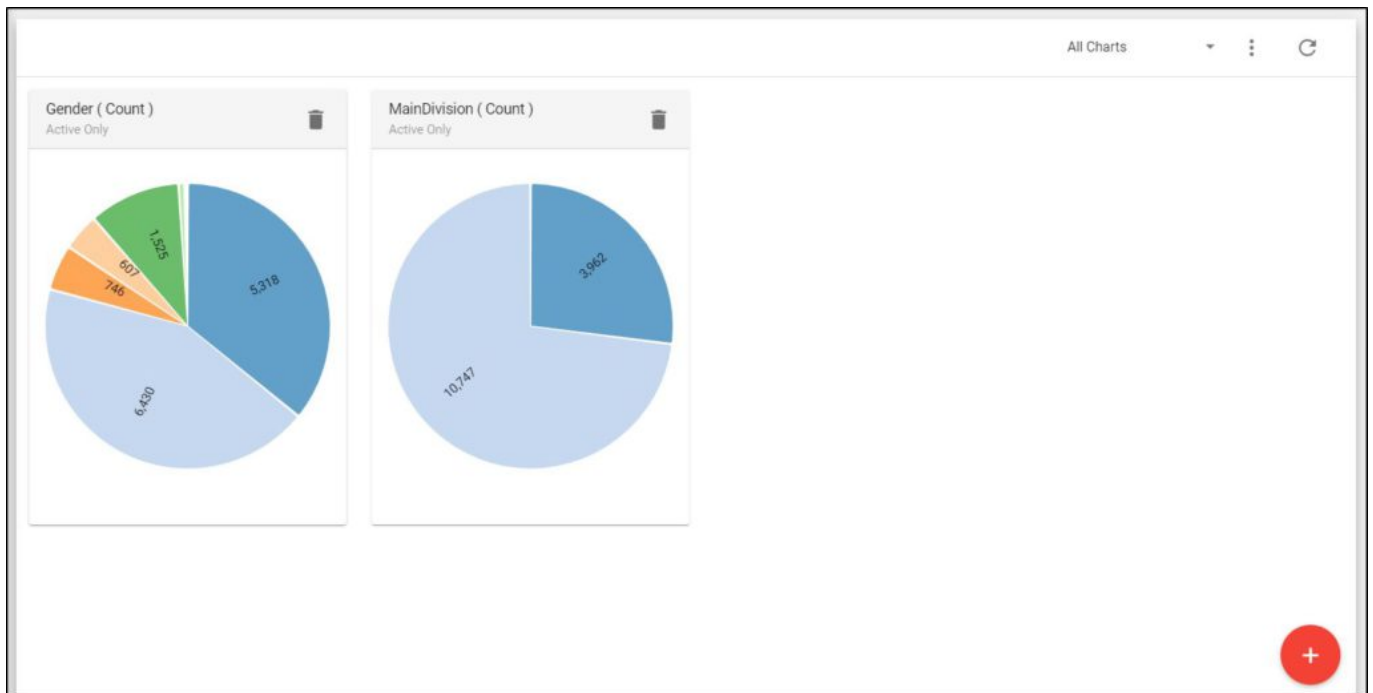 All Charts
Gender ( Count )
Active Only
MainDivision ( Count )
Active Only
1,525
607
746
5,318
6,430
3,962
10,747